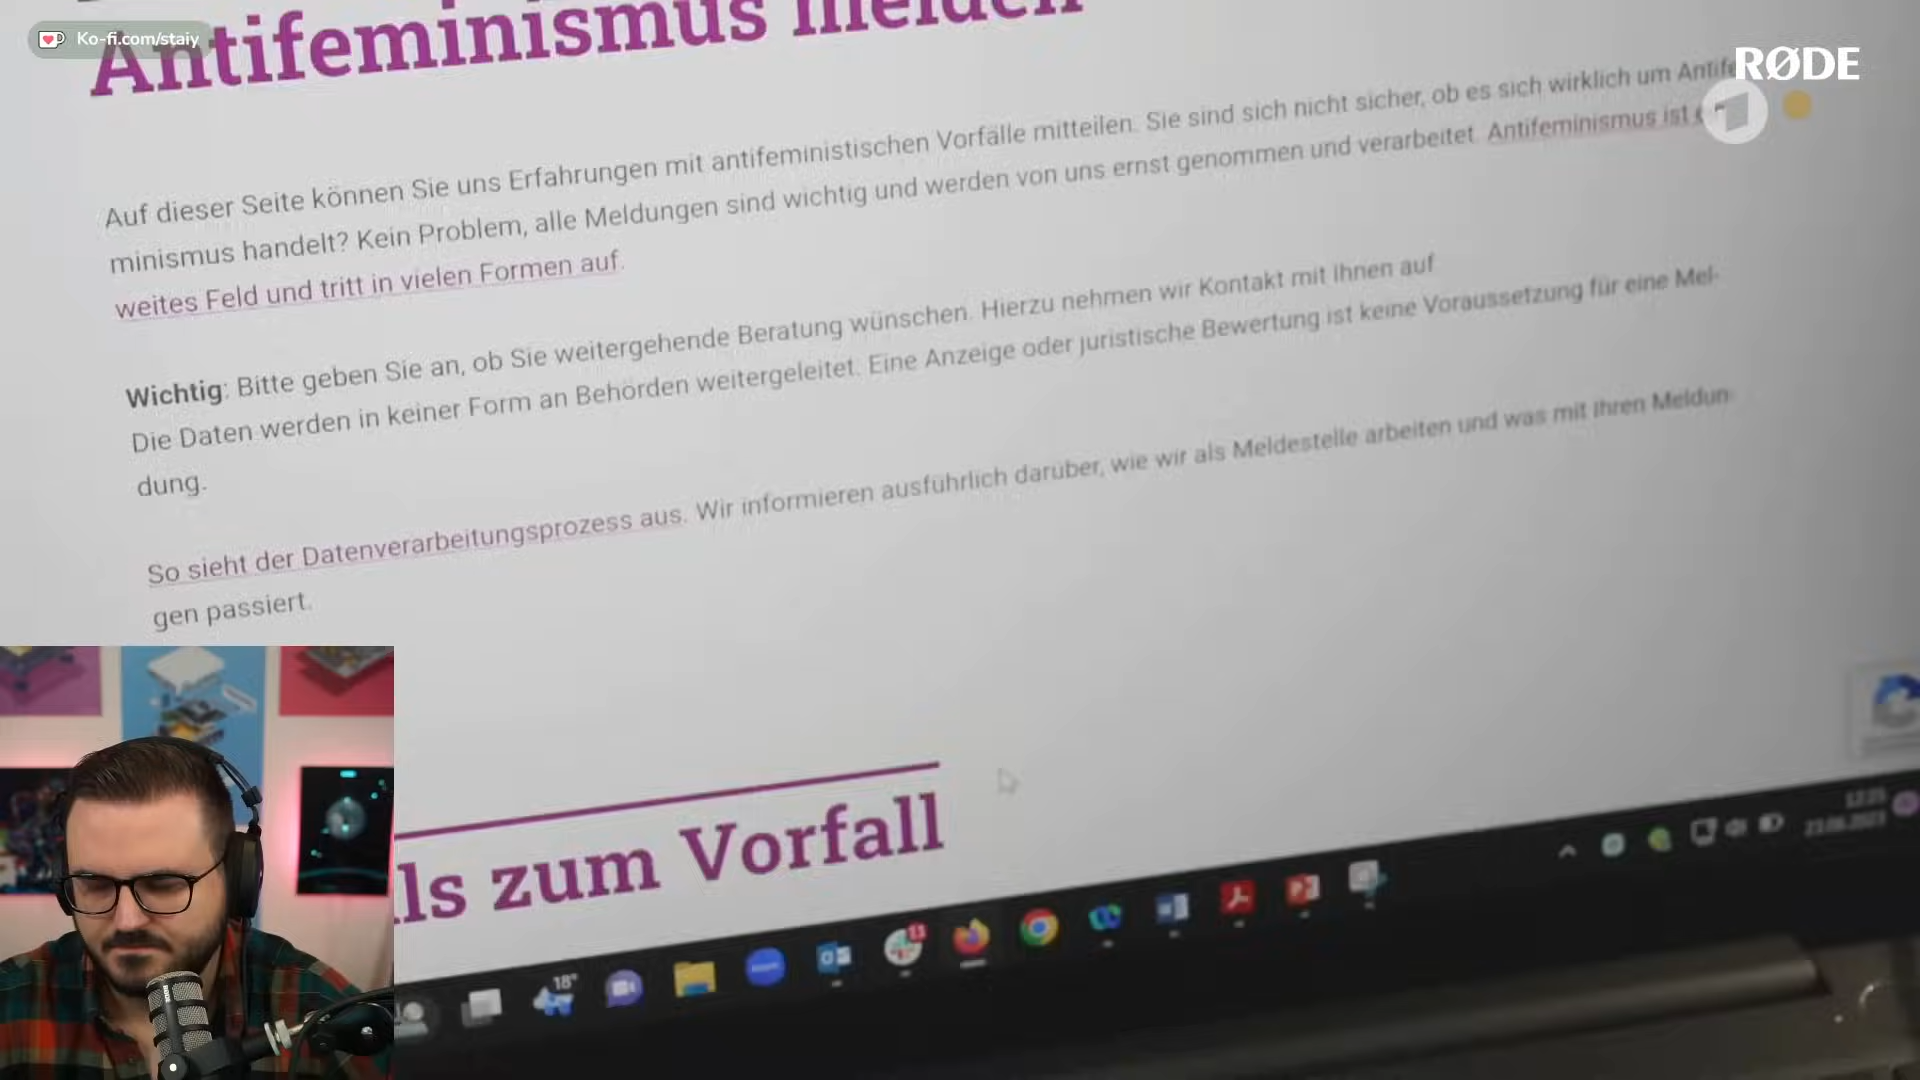 Antifeminismus melden
Ko-fi.com/staiy
RØDE
Auf dieser Seite können Sie uns Erfahrungen mit antifeministischen Vorfälle mitteilen. Sie sind sich nicht sicher, ob es sich wirklich um Antife
minismus handelt? Kein Problem, alle Meldungen sind wichtig und werden von uns ernst genommen und verarbeitet. Antifeminismus ist
weites Feld und tritt in vielen Formen auf.
Wichtig: Bitte geben Sie an, ob Sie weitergehende Beratung wünschen. Hierzu nehmen wir Kontakt mit Ihnen auf
Die Daten werden in keiner Form an Behörden weitergeleitet. Eine Anzeige oder juristische Bewertung ist keine Voraussetzung für eine Mel-
dung.
So sieht der Datenverarbeitungsprozess aus. Wir informieren ausführlich darüber, wie wir als Meldestelle arbeiten und was mit Ihren Meldun-
gen passiert.
ls zum Vorfall
18°
13